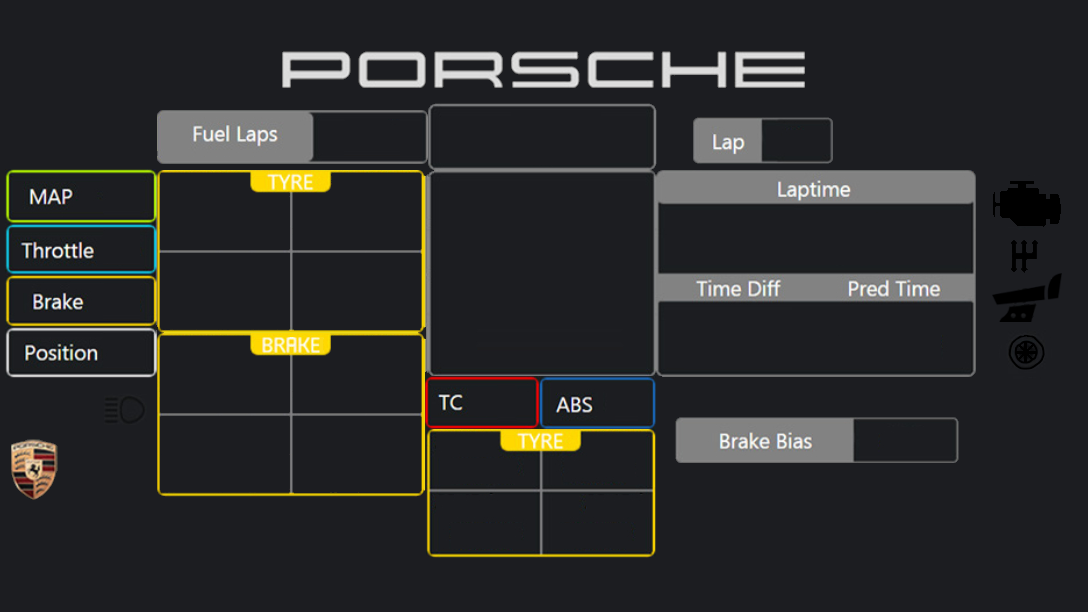 PORSCHE
Fuel Laps
Lap
MAP
TYRE
Laptime
Throttle
Time Diff Pred Time
Brake
BRAKE
Position
TC
ABS
TYRE
Brake Bias
PORSCHE